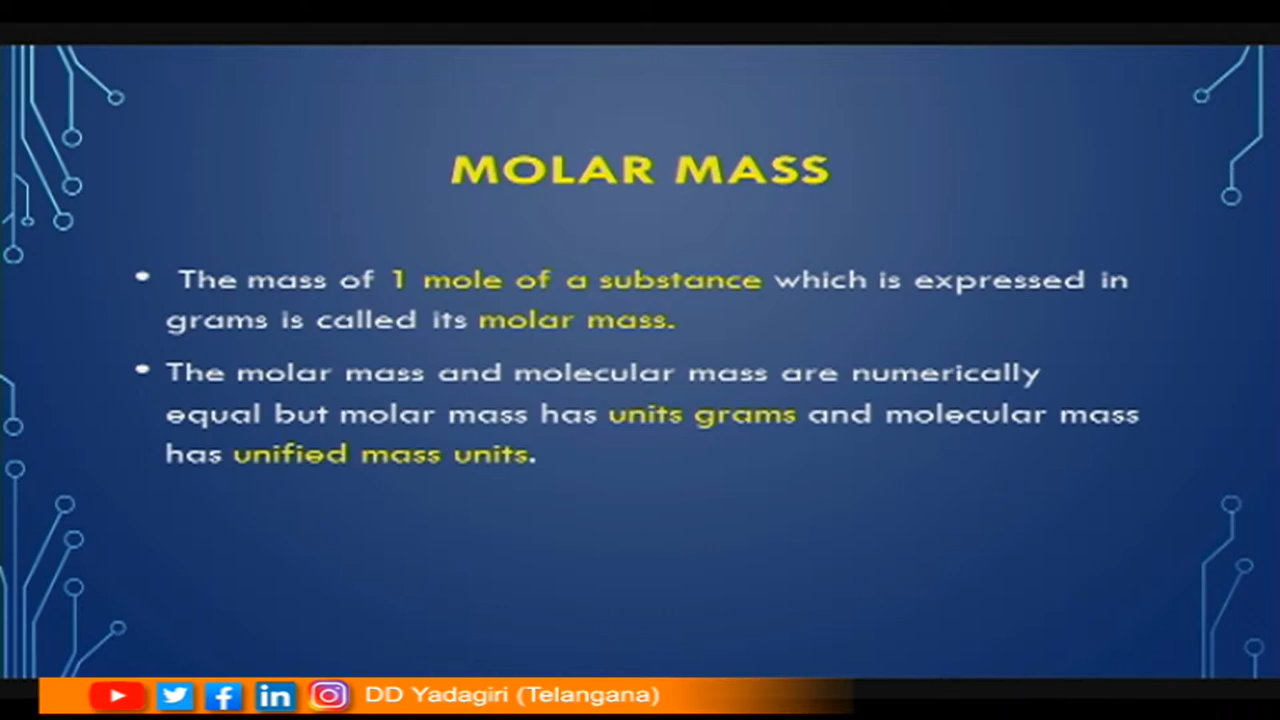 MOLAR MASS
• The mass of 1 mole of a substance which is expressed in
grams is called its molar mass.
• The molar mass and molecular mass are numerically
equal but molar mass has units grams and molecular mass
has unified mass units.
DD Yadagiri (Telangana)